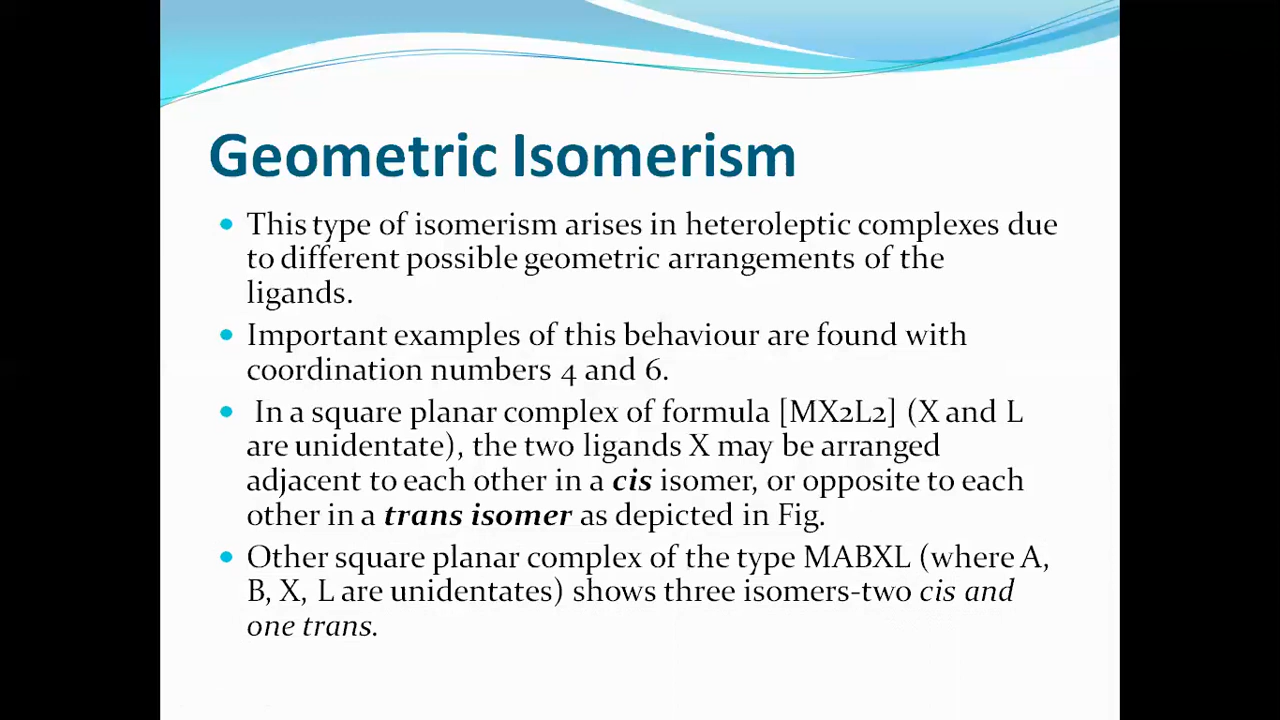 Geometric Isomerism
• This type of isomerism arises in heteroleptic complexes due
to different possible geometric arrangements of the
ligands.
• Important examples of this behaviour are found with
coordination numbers 4 and 6.
• In a square planar complex of formula [MX2L2] (X and L
are unidentate), the two ligands X may be arranged
adjacent to each other in a cis isomer, or opposite to each
other in a trans isomer as depicted in Fig.
• Other square planar complex of the type MABXL (where A,
B, X, L are unidentates) shows three isomers-two cis and
one trans.